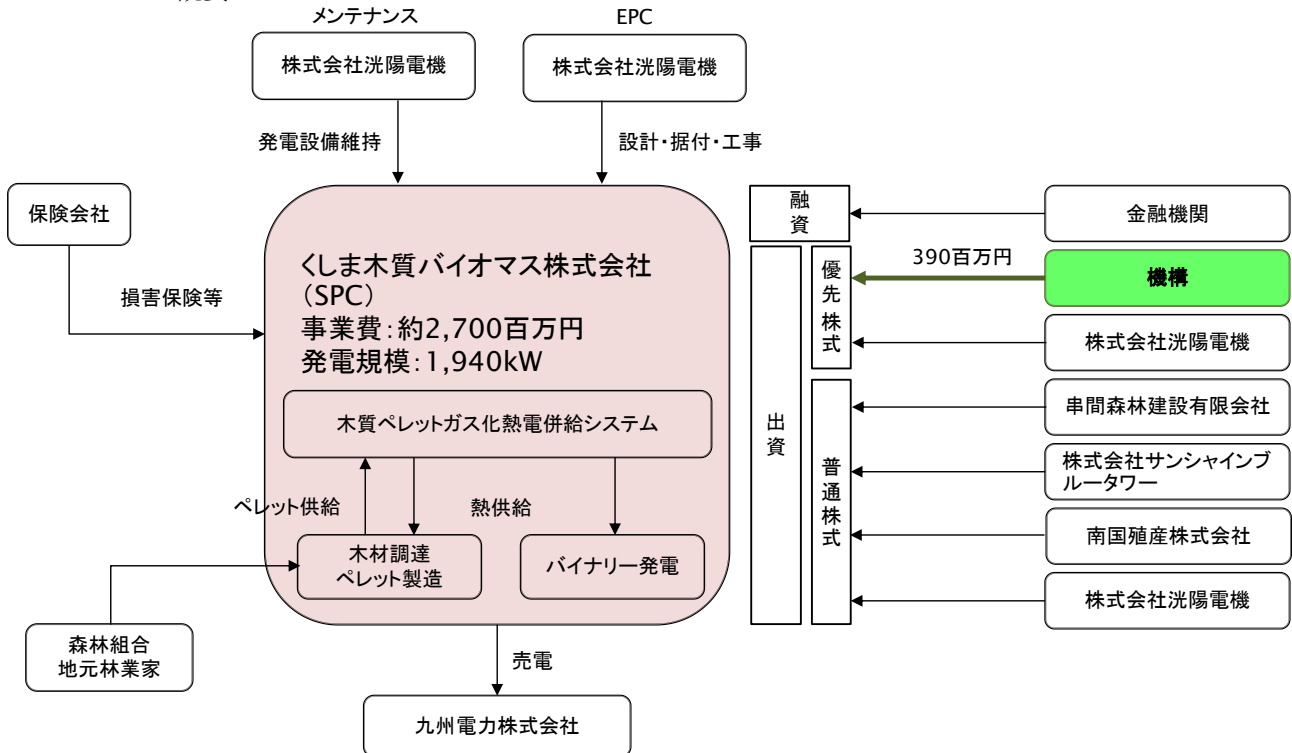 メンテナンス
EPC
株式会社洸陽電機
株式会社洸陽電機
発電設備維持
設計・据付・工事
保険会社
損害保険等
くしま木質バイオマス株式会社
（SPC）
事業費：約2,700百万円
発電規模：1,940kW
木質ペレットガス化熱電併給システム
ペレット供給
熱供給
木材調達
ペレット製造
バイナリー発電
森林組合
地元林業家
売電
九州電力株式会社
融資
出資
優先株式
普通株式
金融機関
390百万円
機構
株式会社洸陽電機
串間森林建設有限会社
株式会社サンシャインブ
ルータワー
南国殖産株式会社
株式会社洸陽電機